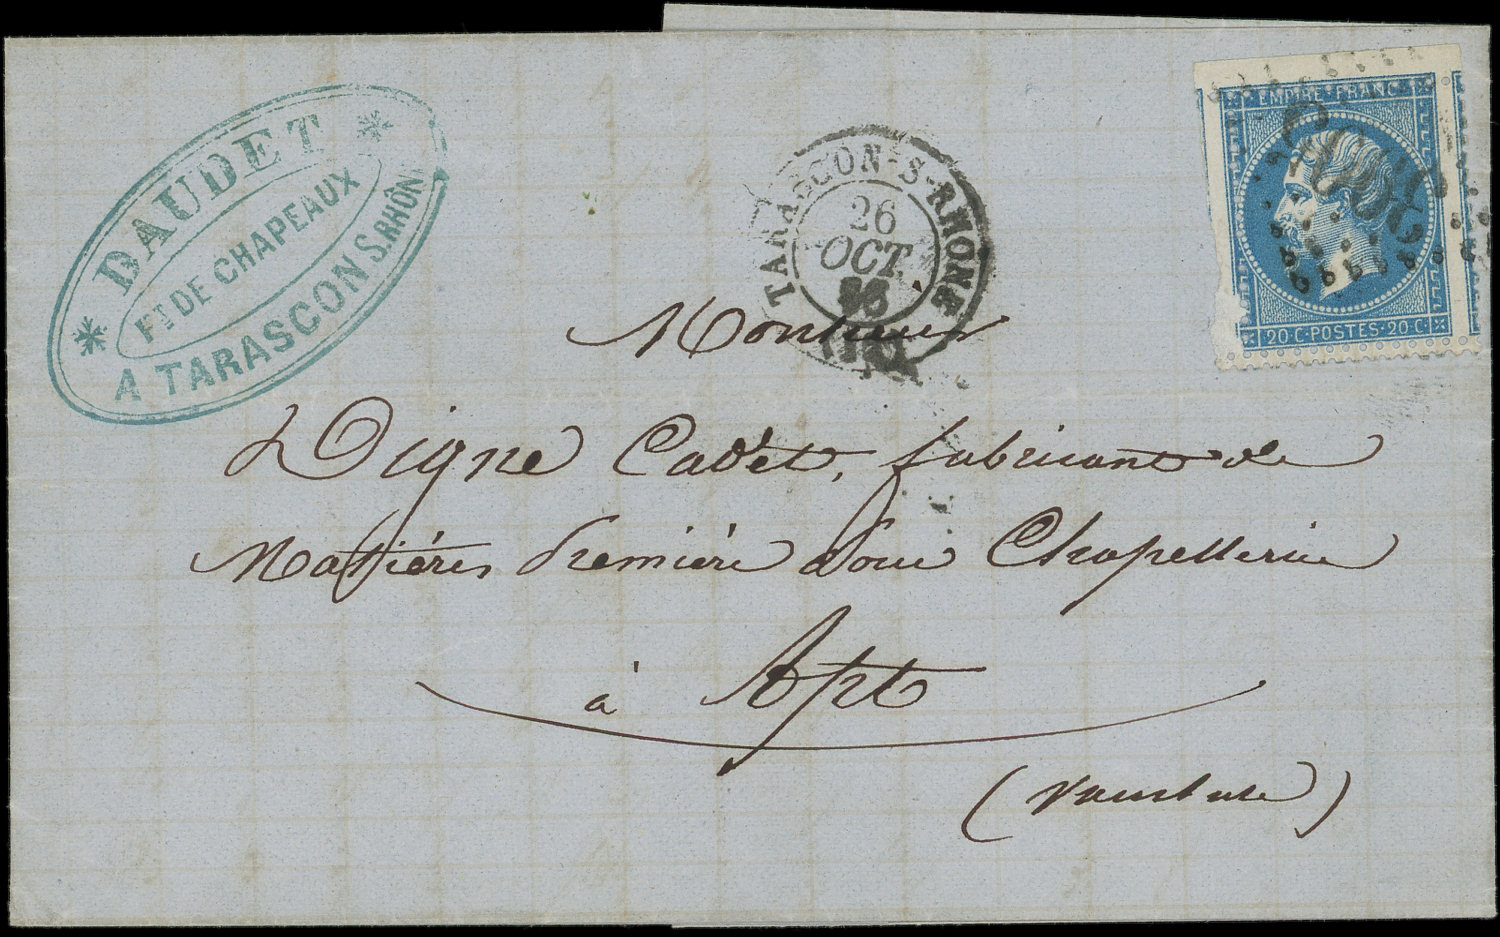 DAUDET
FT DE CHAPEAUX
A TARASCON S. RHÔNE
TARASCON-S-RHONE
26
OCT
EMPIRE FRANC
20·C·POSTES·20·C
Monsieur
Digne Cadet, fabricant de
Matières Première pour Chapellerie
à Apt
(Vaucluse)